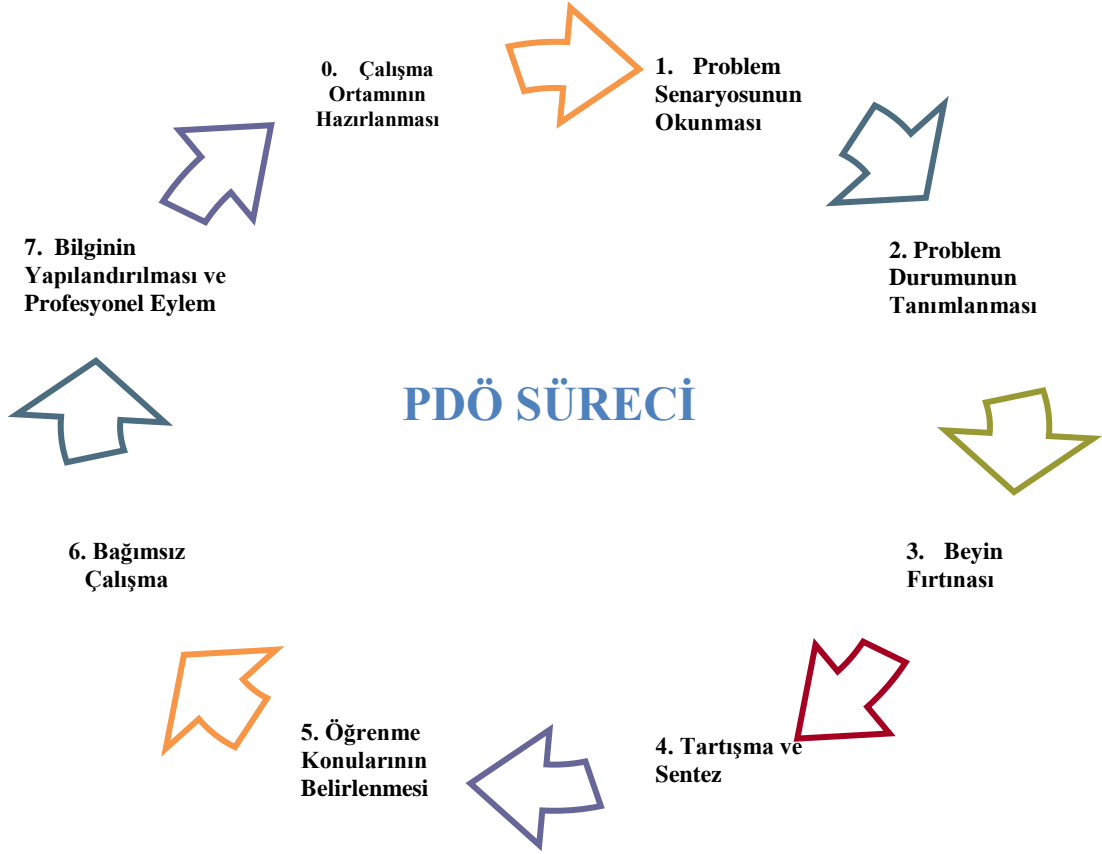 0. Çalışma
Ortamının
Hazırlanması
1. Problem
Senaryosunun
Okunması
2. Problem
Durumunun
Tanımlanması
3. Beyin
Fırtınası
4. Tartışma ve
Sentez
5. Öğrenme
Konularının
Belirlenmesi
6. Bağımsız
Çalışma
7. Bilginin
Yapılandırılması ve
Profesyonel Eylem
PDÖ SÜRECİ